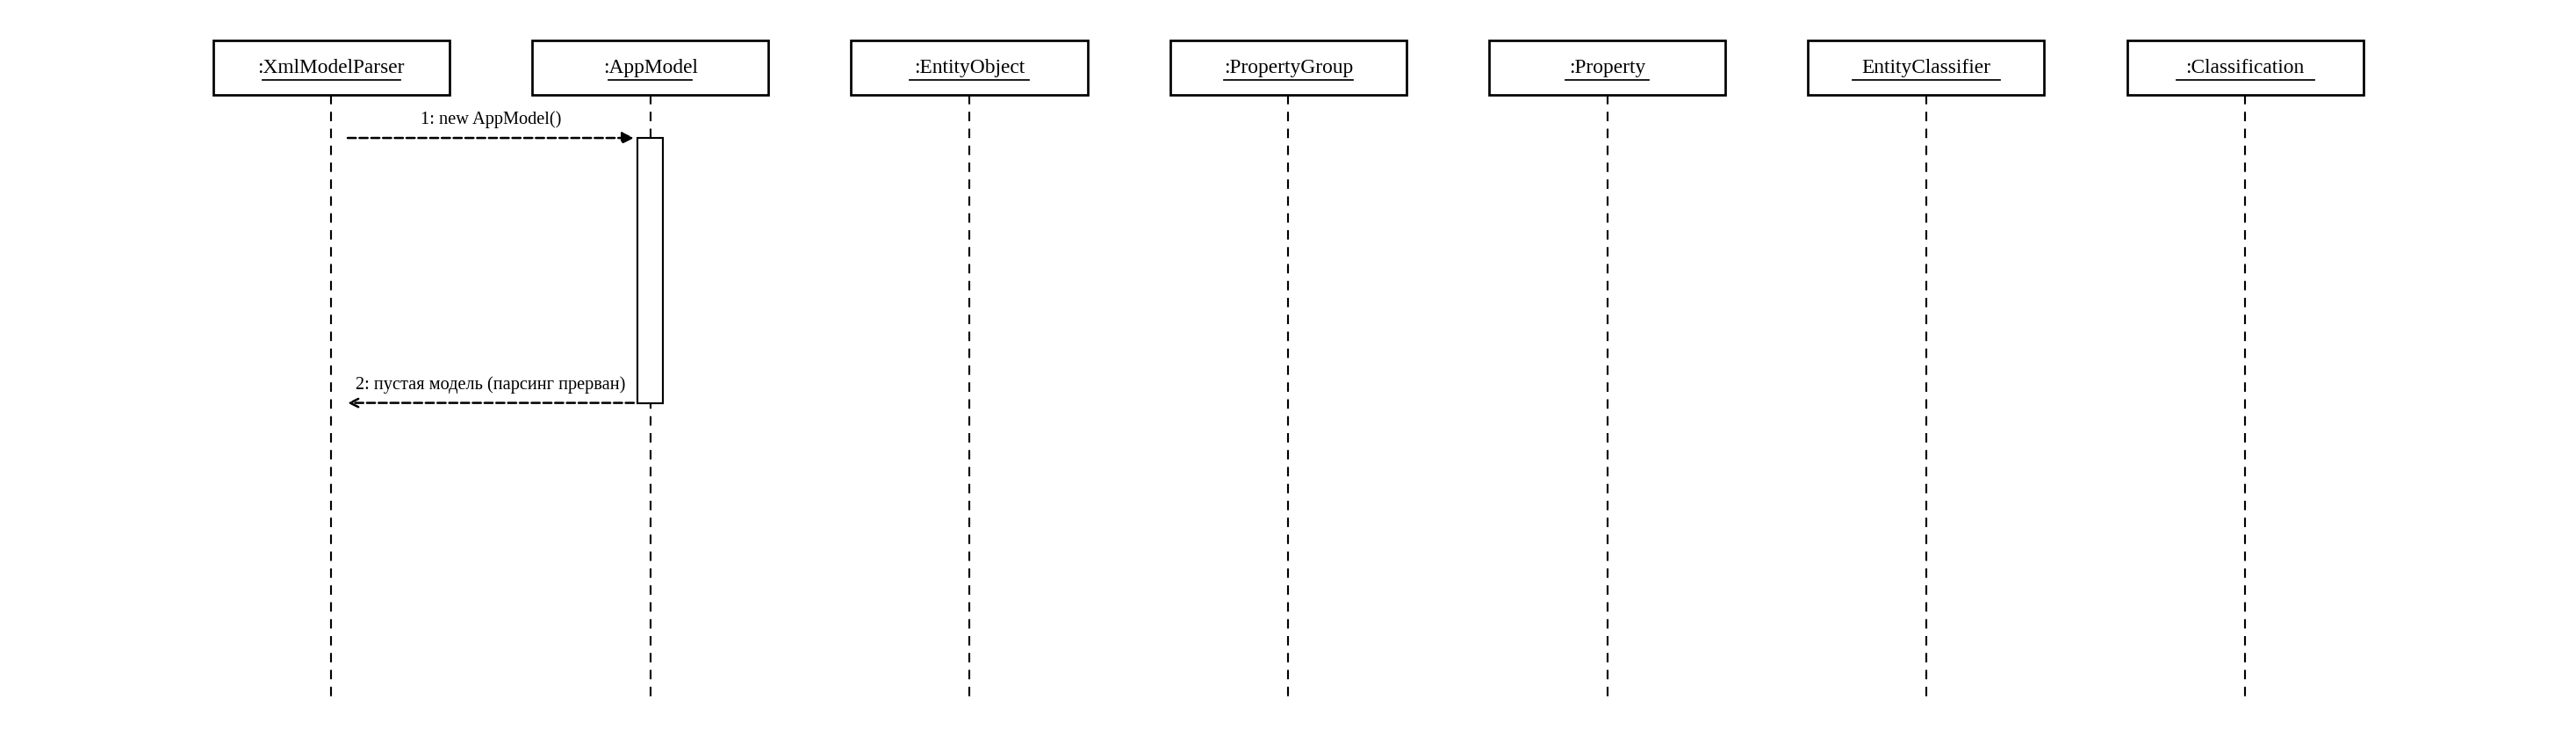 :XmlModelParser
:AppModel
:EntityObject
:PropertyGroup
:Property
EntityClassifier
:Classification
1: new AppModel()
2: пустая модель (парсинг прерван)